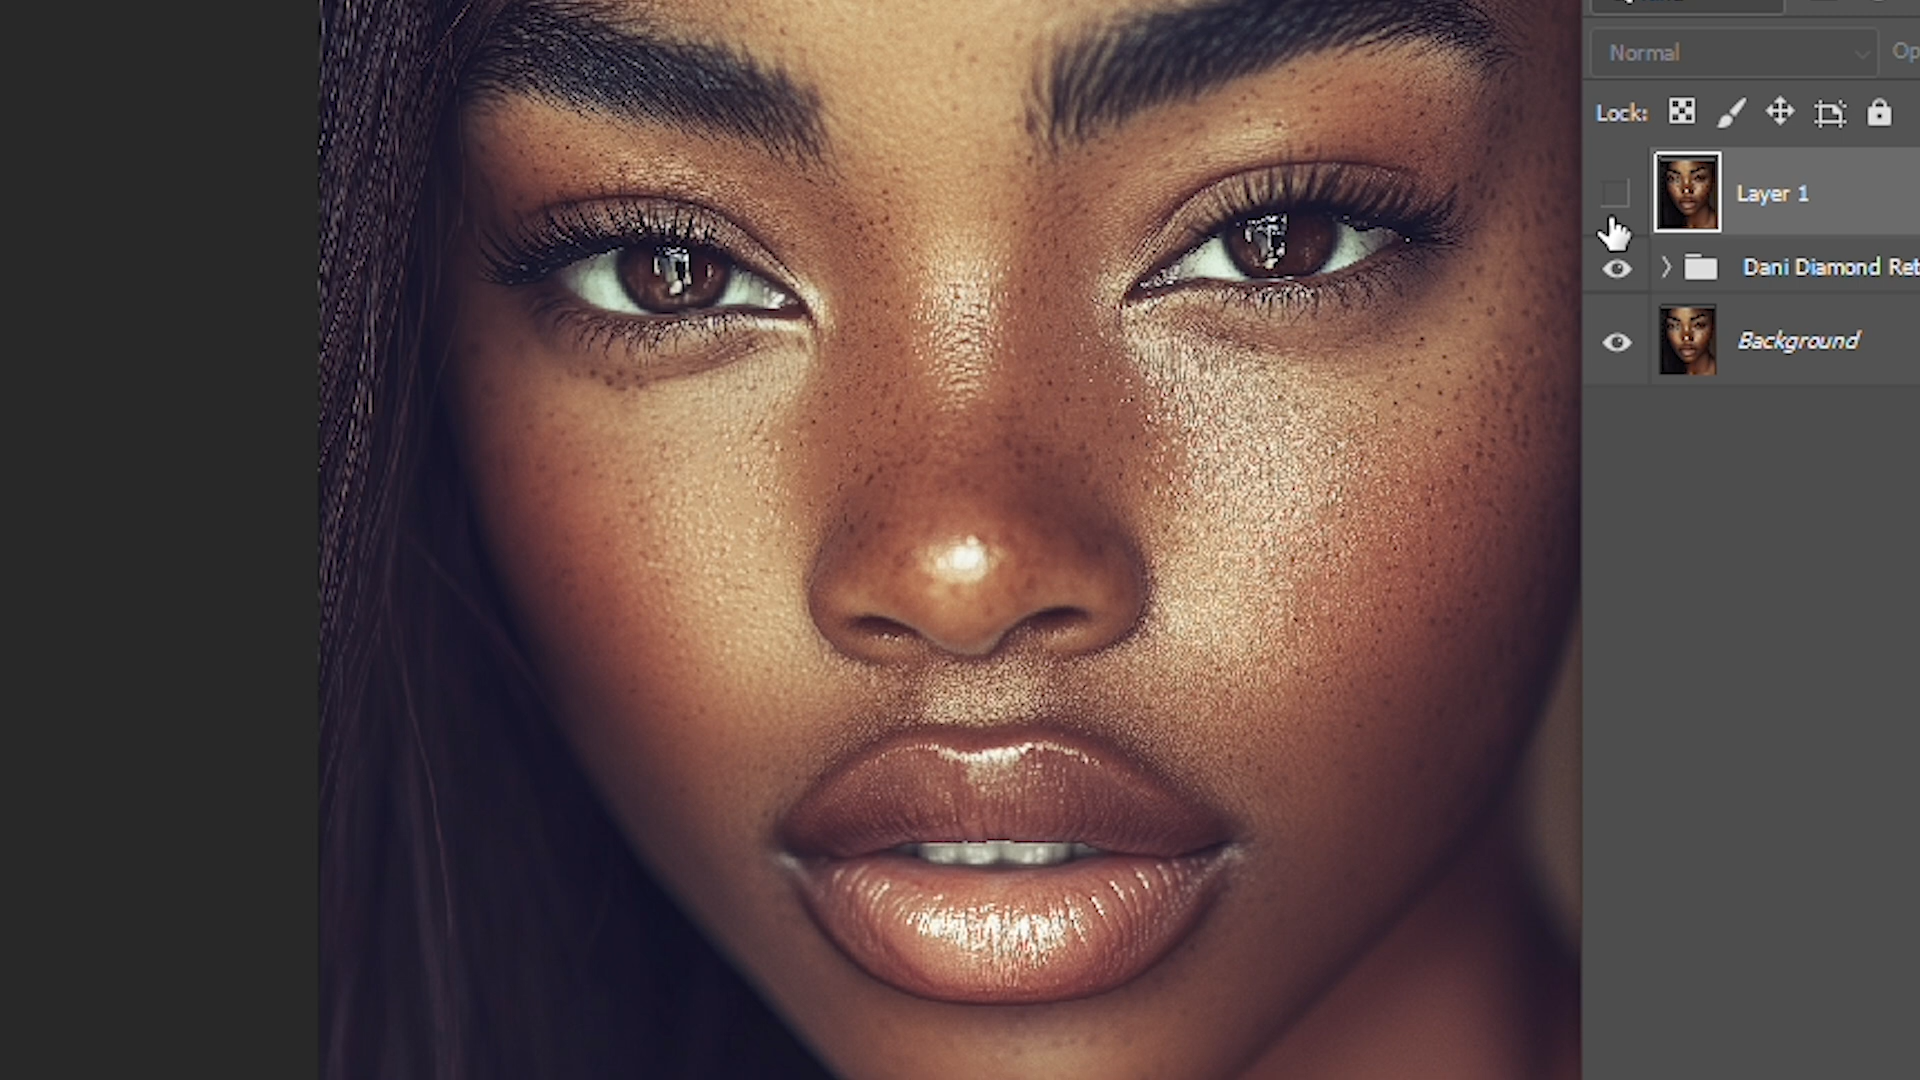 Normal
Op
Lock:
Layer 1
Dani Diamond Ret
Background